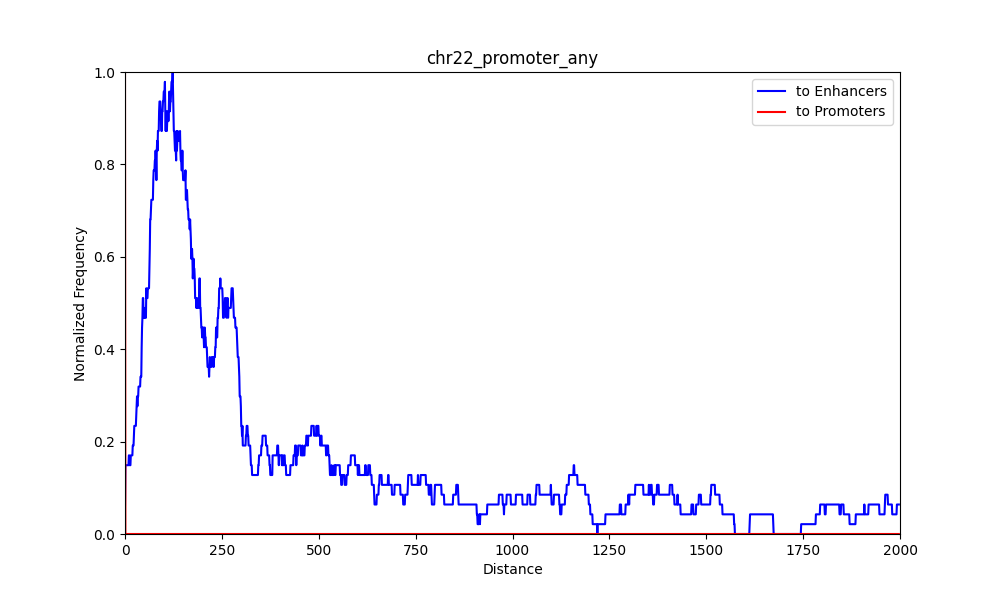 chr22_promoter_any
to Enhancers
to Promoters
1.0
0.8
0.6
0.4
0.2
0.0
Normalized Frequency
0 250 500 750 1000 1250 1500 1750 2000
Distance